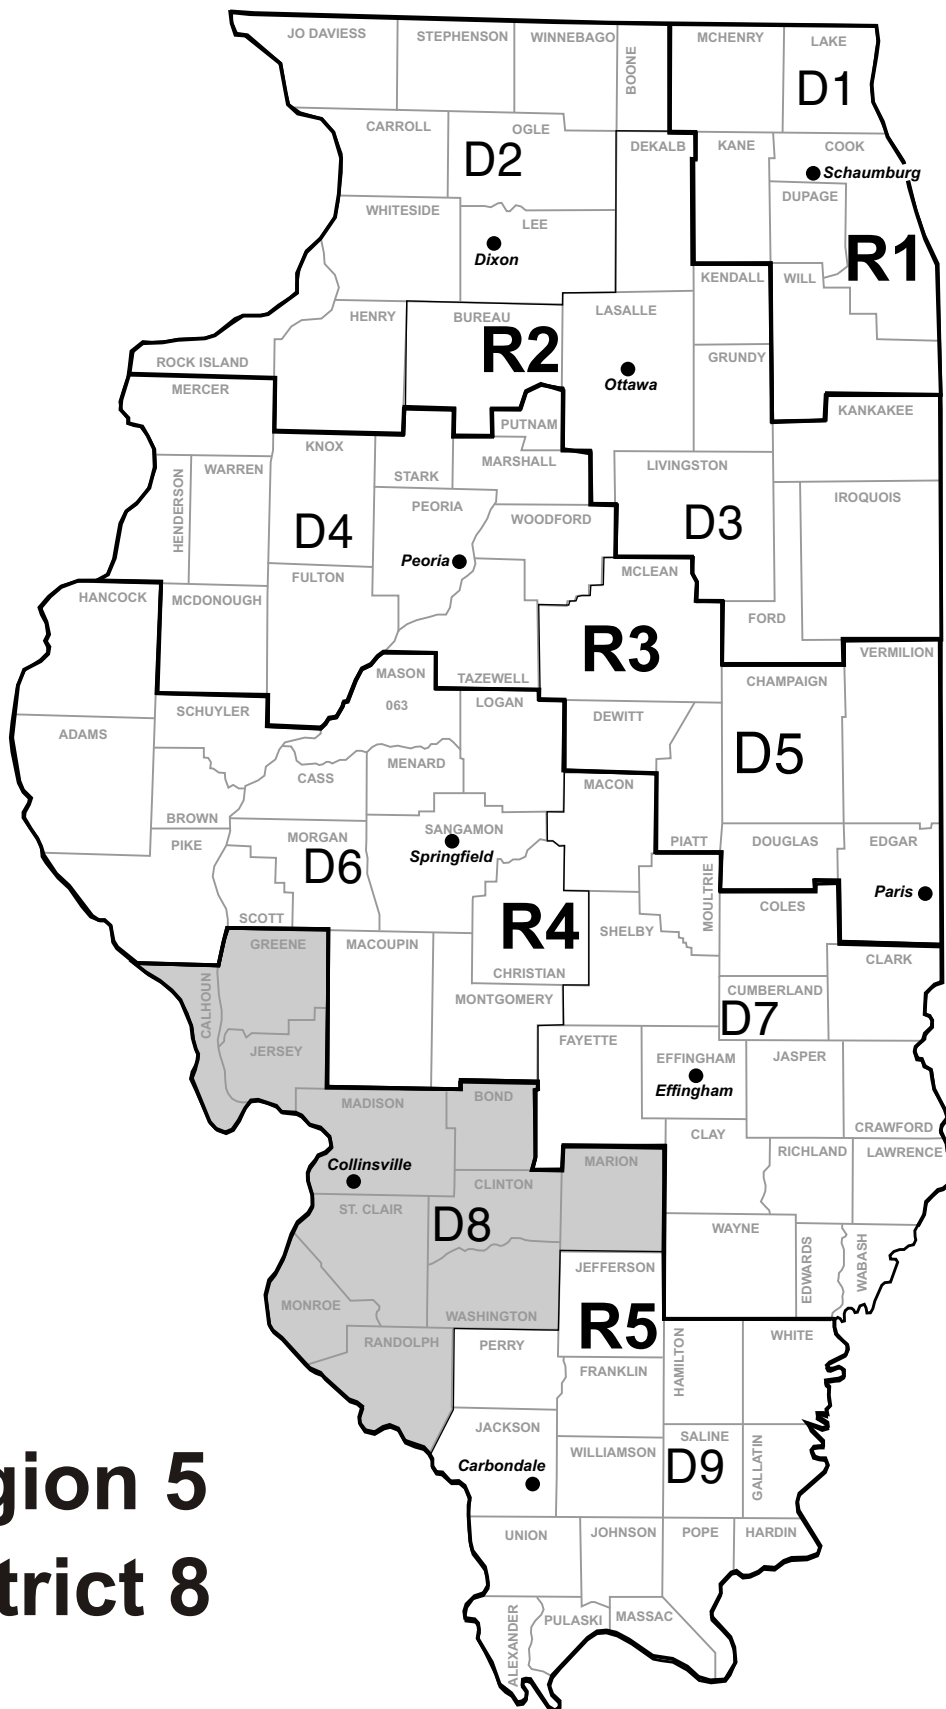 JO DAVIESS
STEPHENSON
WINNEBAGO
BOONE
MCHENRY
LAKE
D1
CARROLL
OGLE
D2
DEKALB
KANE
COOK
Schaumburg
DUPAGE
WHITESIDE
LEE
Dixon
R1
KENDALL
WILL
HENRY
BUREAU
R2
LASALLE
Ottawa
GRUNDY
ROCK ISLAND
MERCER
KANKAKEE
PUTNAM
KNOX
STARK
MARSHALL
LIVINGSTON
HENDERSON
WARREN
PEORIA
WOODFORD
IROQUOIS
D4
D3
Peoria
FULTON
MCLEAN
HANCOCK
MCDONOUGH
FORD
R3
VERMILION
MASON
063
TAZEWELL
LOGAN
CHAMPAIGN
SCHUYLER
DEWITT
ADAMS
D5
CASS
MENARD
MACON
BROWN
PIKE
MORGAN
SANGAMON
Springfield
D6
PIATT
DOUGLAS
EDGAR
Paris
MOULTRIE
COLES
SCOTT
R4
SHELBY
GREENE
MACOUPIN
CHRISTIAN
CLARK
CALHOUN
MONTGOMERY
CUMBERLAND
D7
JERSEY
FAYETTE
EFFINGHAM
Effingham
JASPER
MADISON
BOND
CLAY
CRAWFORD
Collinsville
MARION
RICHLAND
LAWRENCE
CLINTON
ST. CLAIR
D8
WAYNE
EDWARDS
WABASH
JEFFERSON
MONROE
WASHINGTON
R5
RANDOLPH
PERRY
HAMILTON
WHITE
FRANKLIN
JACKSON
SALINE
WILLIAMSON
D9
GALLATIN
Carbondale
UNION
JOHNSON
POPE
HARDIN
ALEXANDER
PULASKI
MASSAC
gion 5
trict 8